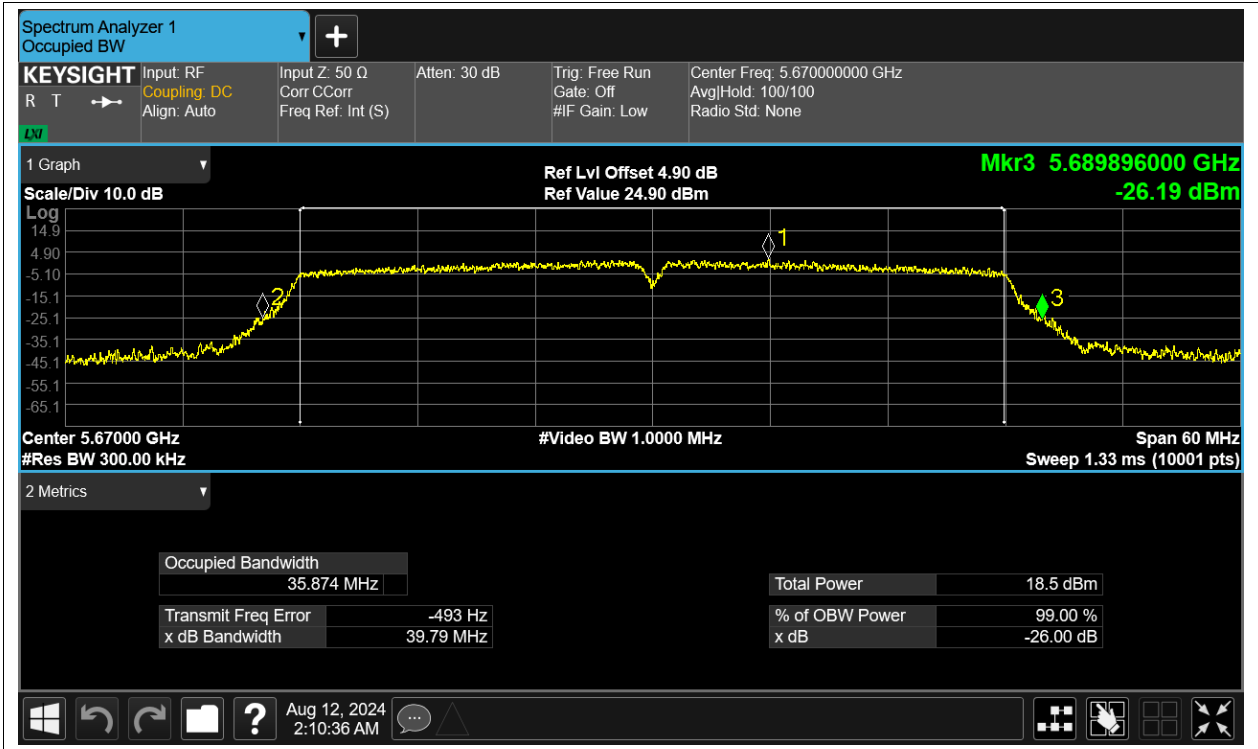 Spectrum Analyzer 1
Occupied BW
KEYSIGHT
R T
LXI
Input: RF
Coupling: DC
Align: Auto
Input Z: 50 Ω
Corr CCorr
Freq Ref: Int (S)
Atten: 30 dB
Trig: Free Run
Gate: Off
#IF Gain: Low
Center Freq: 5.670000000 GHz
Avg|Hold: 100/100
Radio Std: None
1 Graph
Scale/Div 10.0 dB
Ref Lvl Offset 4.90 dB
Ref Value 24.90 dBm
Mkr3 5.689896000 GHz
-26.19 dBm
Log
14.9
4.90
-5.10
-15.1
-25.1
-35.1
-45.1
-55.1
-65.1
1
2
3
Center 5.67000 GHz
#Video BW 1.0000 MHz
Span 60 MHz
#Res BW 300.00 kHz
Sweep 1.33 ms (10001 pts)
2 Metrics
Occupied Bandwidth
35.874 MHz
Transmit Freq Error -493 Hz
x dB Bandwidth 39.79 MHz
Total Power 18.5 dBm
% of OBW Power 99.00 %
x dB -26.00 dB
?
Aug 12, 2024
2:10:36 AM